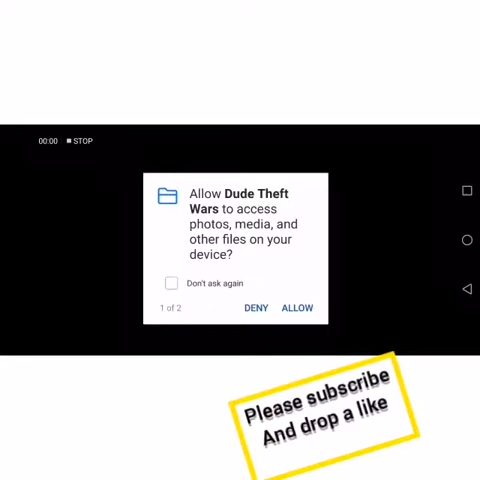 00:00 STOP
Allow Dude Theft
Wars to access
photos, media, and
other files on your
device?
Don't ask again
1 of 2 DENY ALLOW
Please subscribe
And drop a like